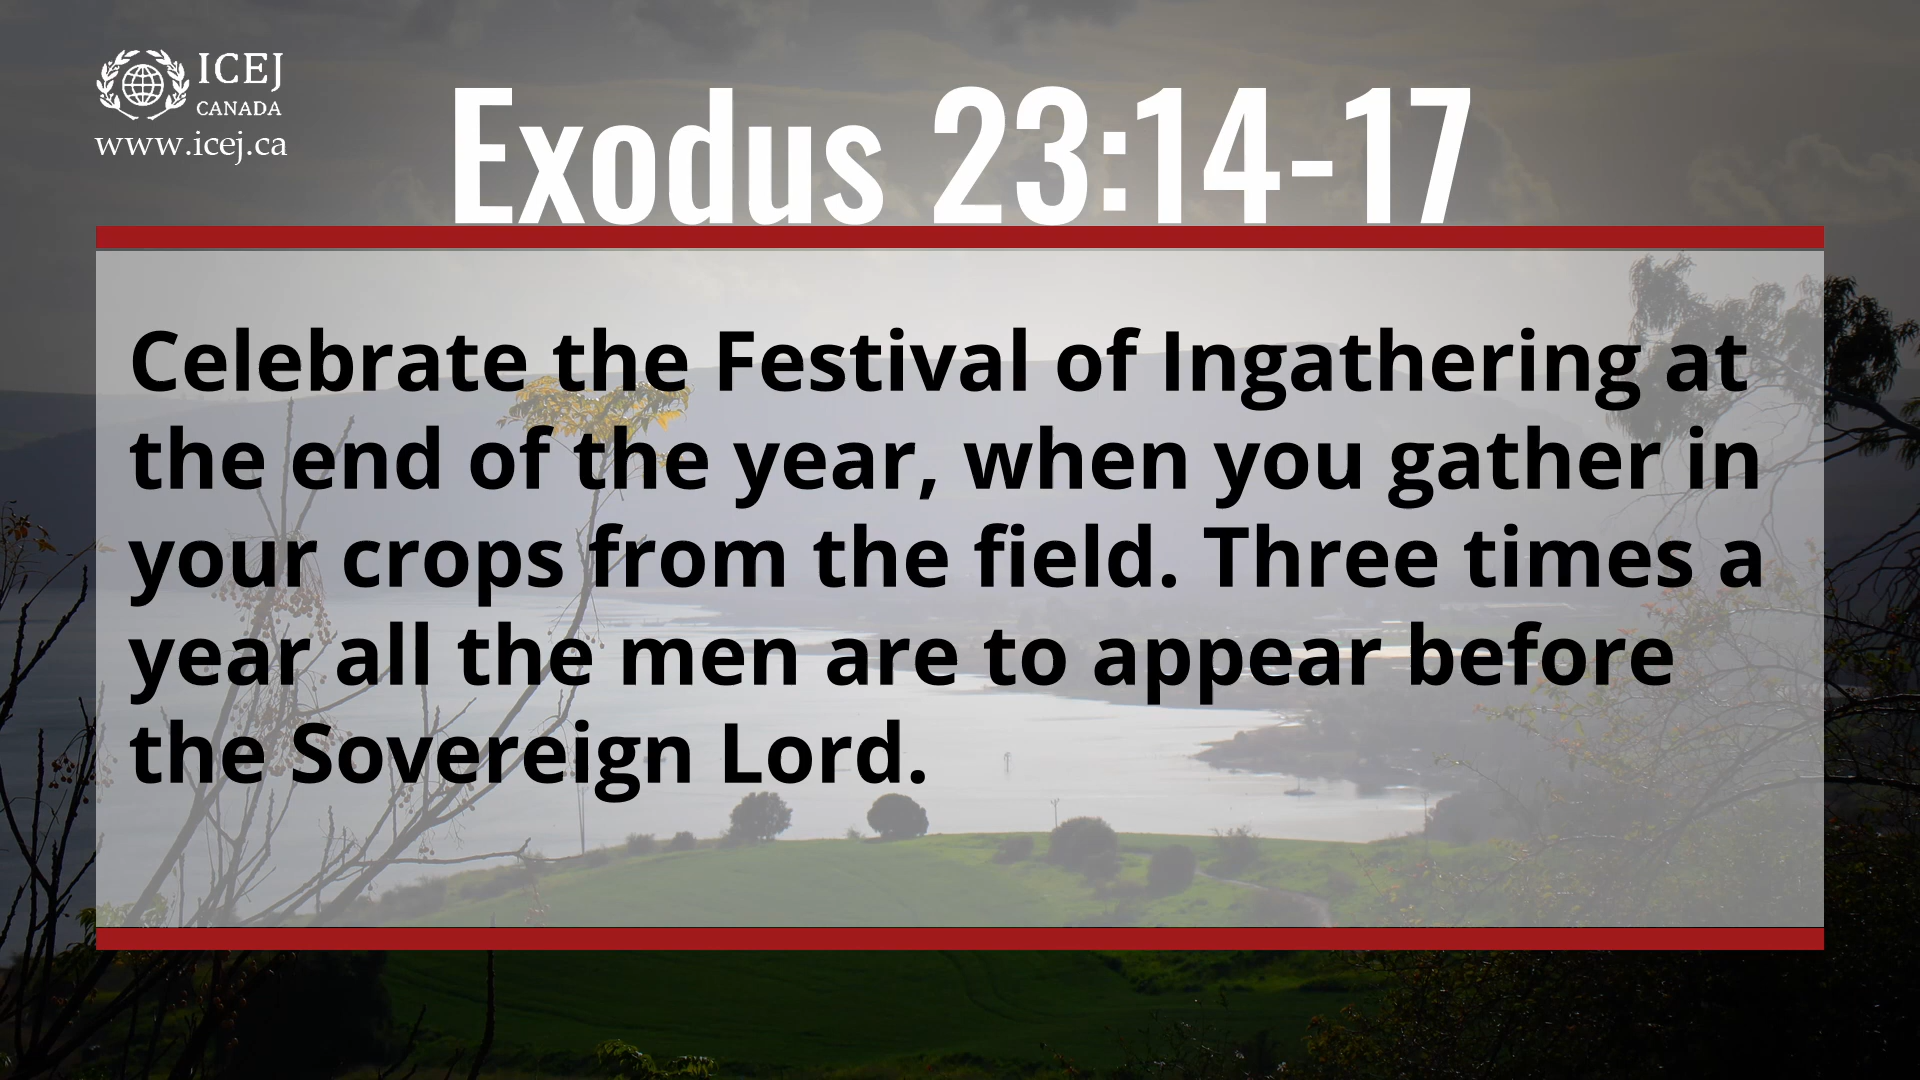 ICEJ
CANADA
www.icej.ca
Exodus 23:14-17
Celebrate the Festival of Ingathering at
the end of the year, when you gather in
your crops from the field. Three times a
year all the men are to appear before
the Sovereign Lord.